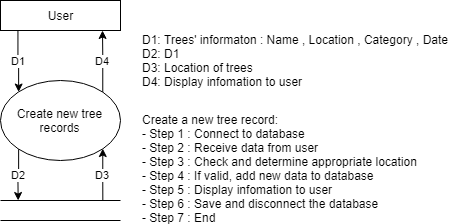 User
D1
D4
Create new tree
records
D2
D3
D1: Trees' informaton : Name , Location , Category , Date
D2: D1
D3: Location of trees
D4: Display infomation to user
Create a new tree record:
- Step 1 : Connect to database
- Step 2 : Receive data from user
- Step 3 : Check and determine appropriate location
- Step 4 : If valid, add new data to database
- Step 5 : Display infomation to user
- Step 6 : Save and disconnect the database
- Step 7 : End